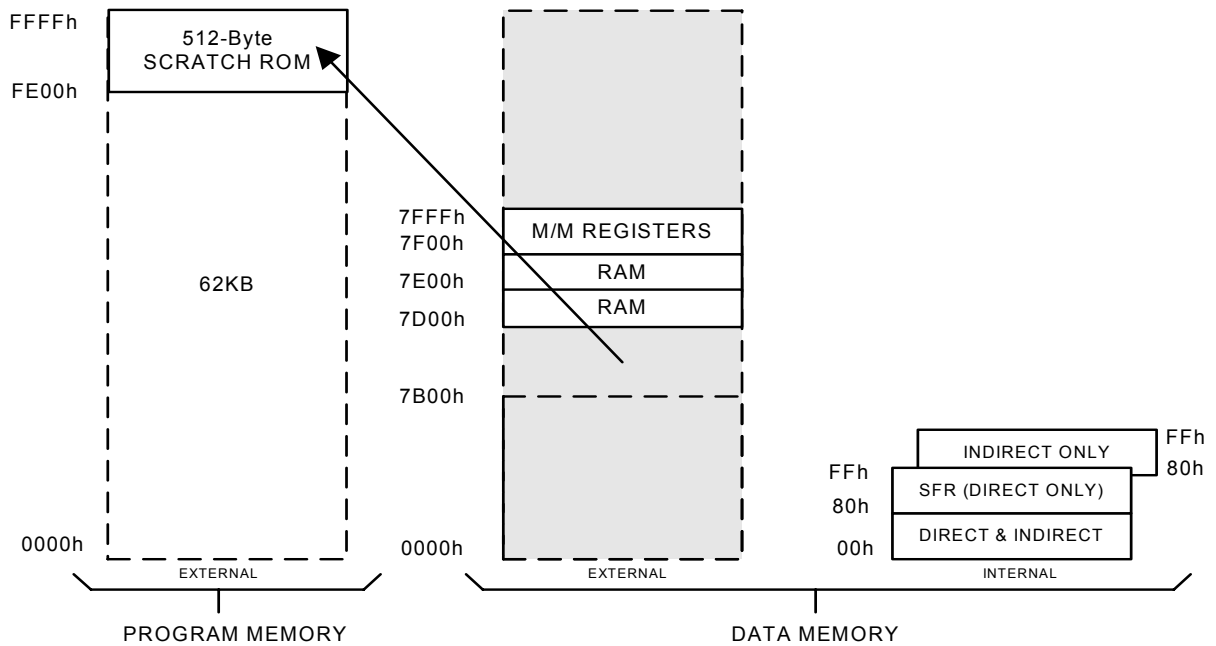 FFFFh
512-Byte
SCRATCH ROM
FE00h
62KB
0000h
EXTERNAL
PROGRAM MEMORY
7FFFh
M/M REGISTERS
7F00h
RAM
7E00h
RAM
7D00h
7B00h
0000h
EXTERNAL
INDIRECT ONLY
FFh
80h
FFh
SFR (DIRECT ONLY)
80h
DIRECT & INDIRECT
00h
INTERNAL
DATA MEMORY